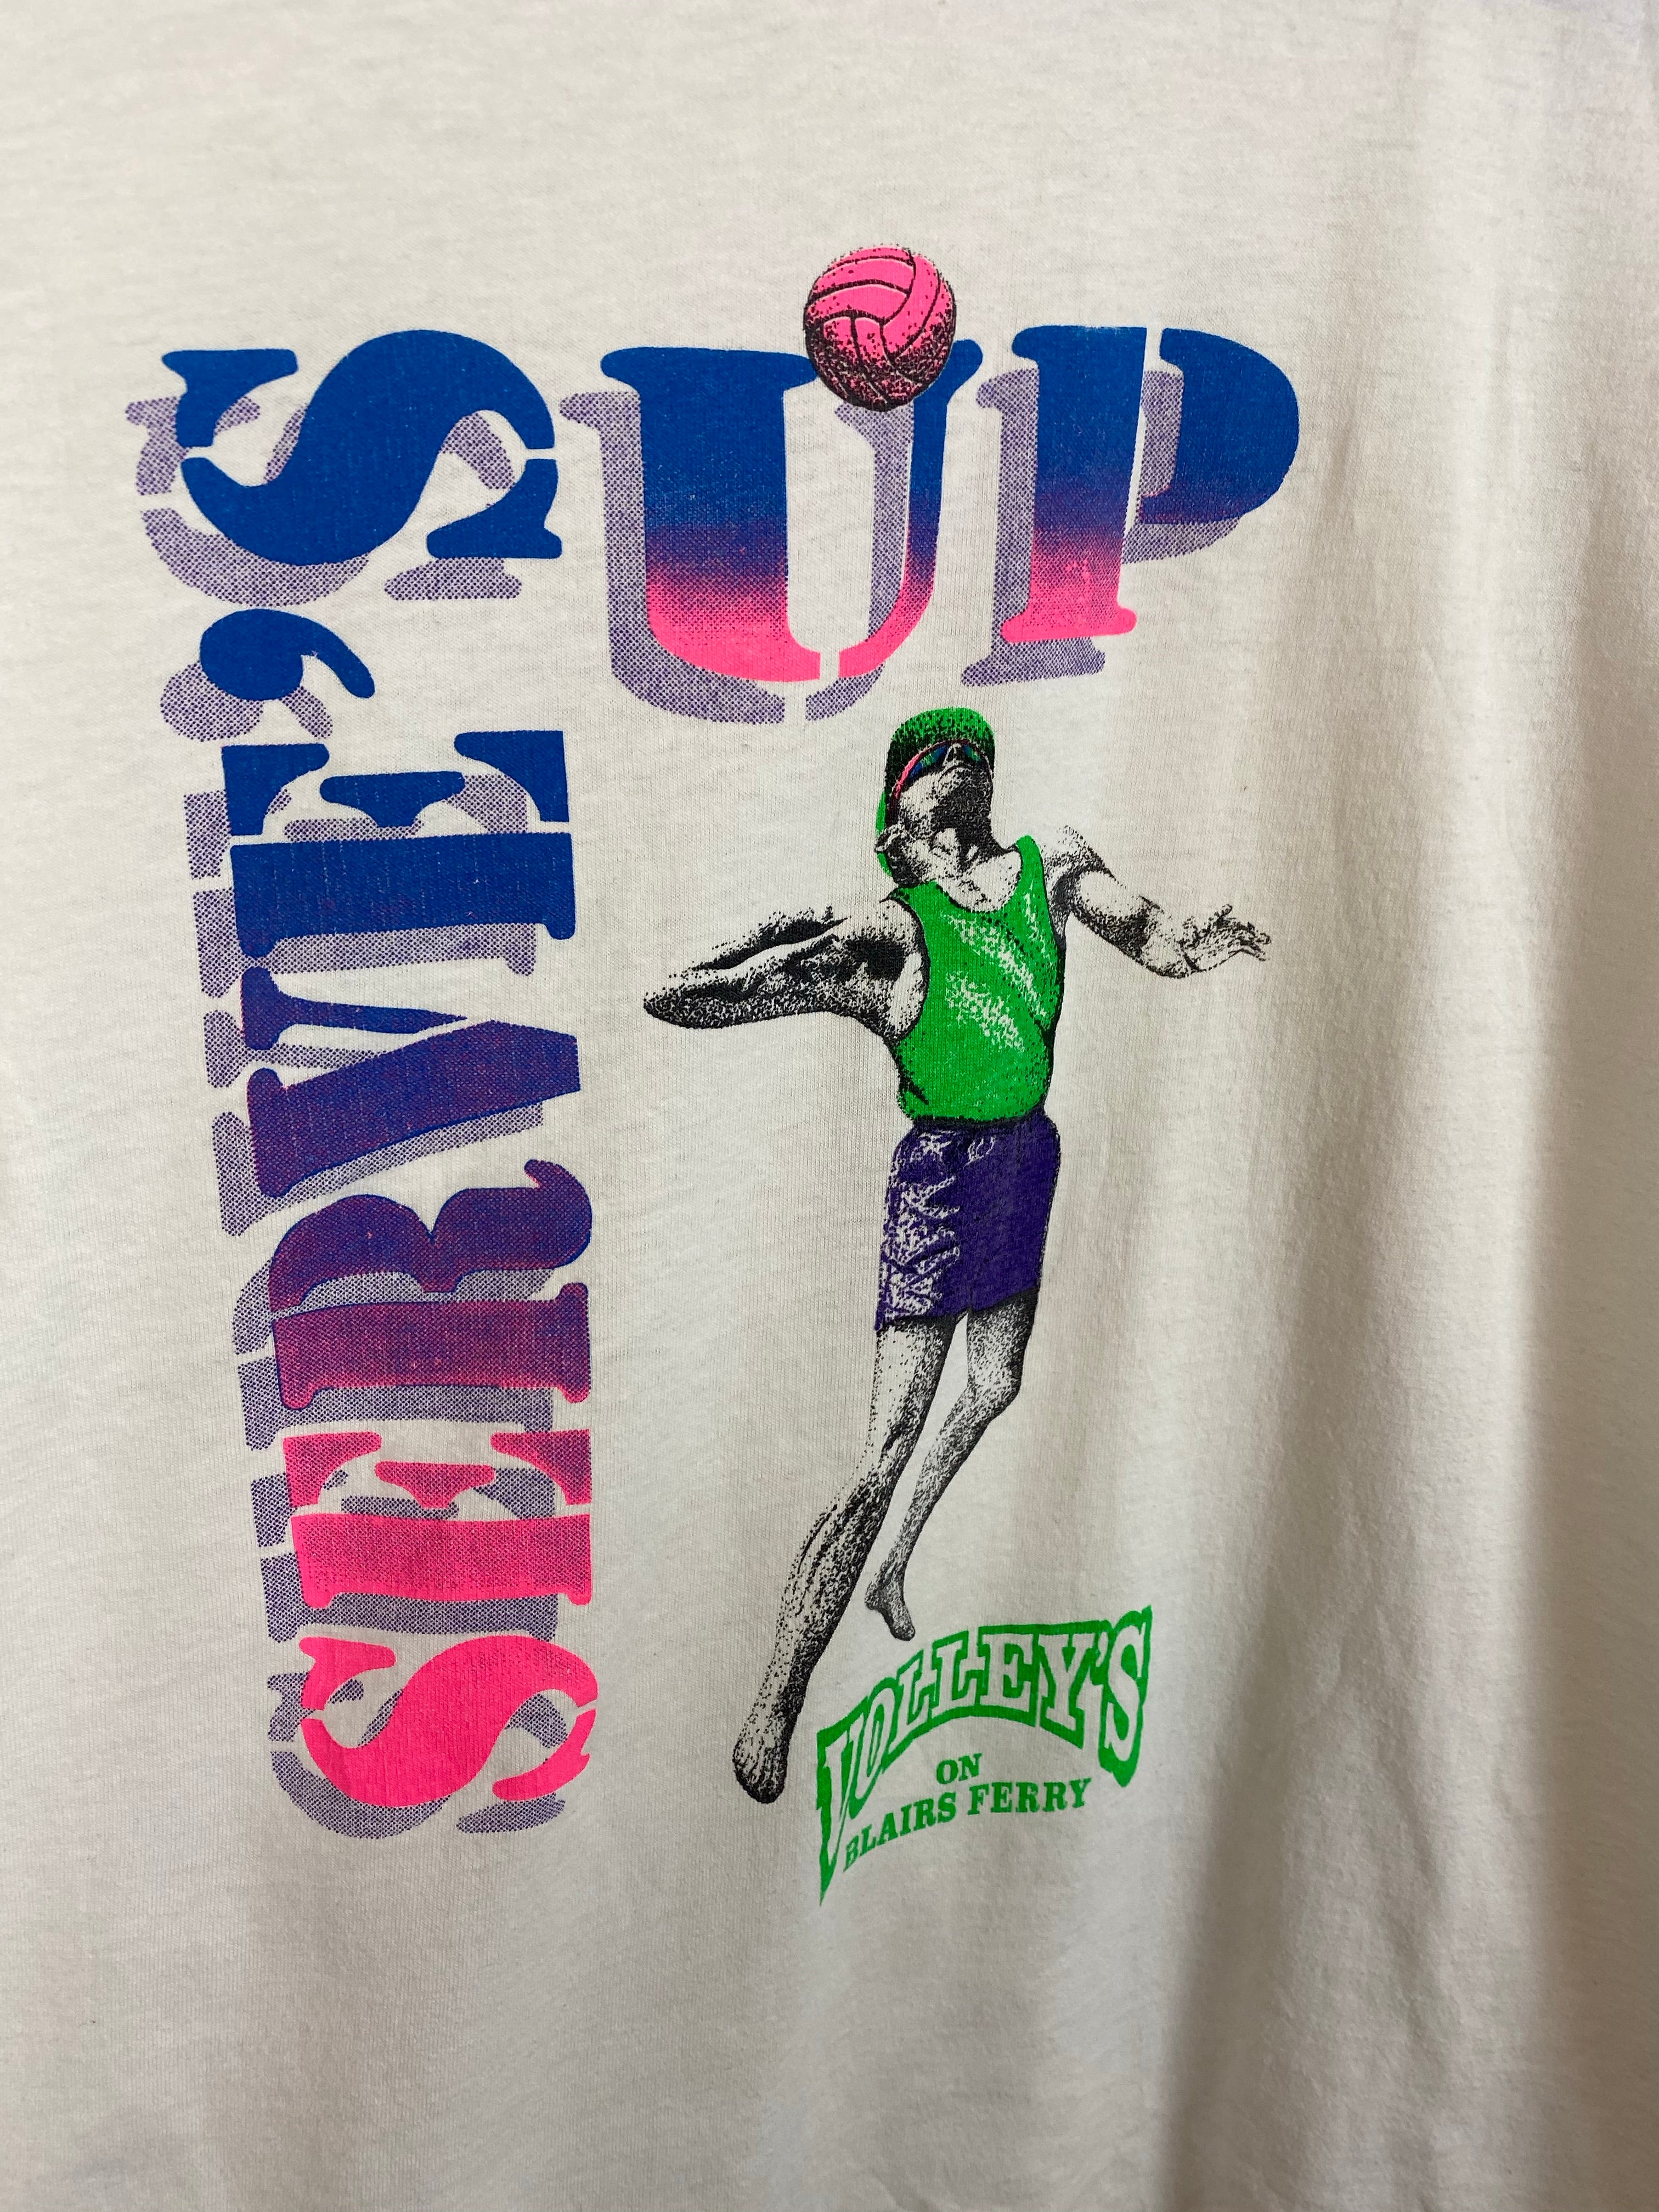 SERVE'S
UP
VOLLEY'S
ON
BLAIRS FERRY